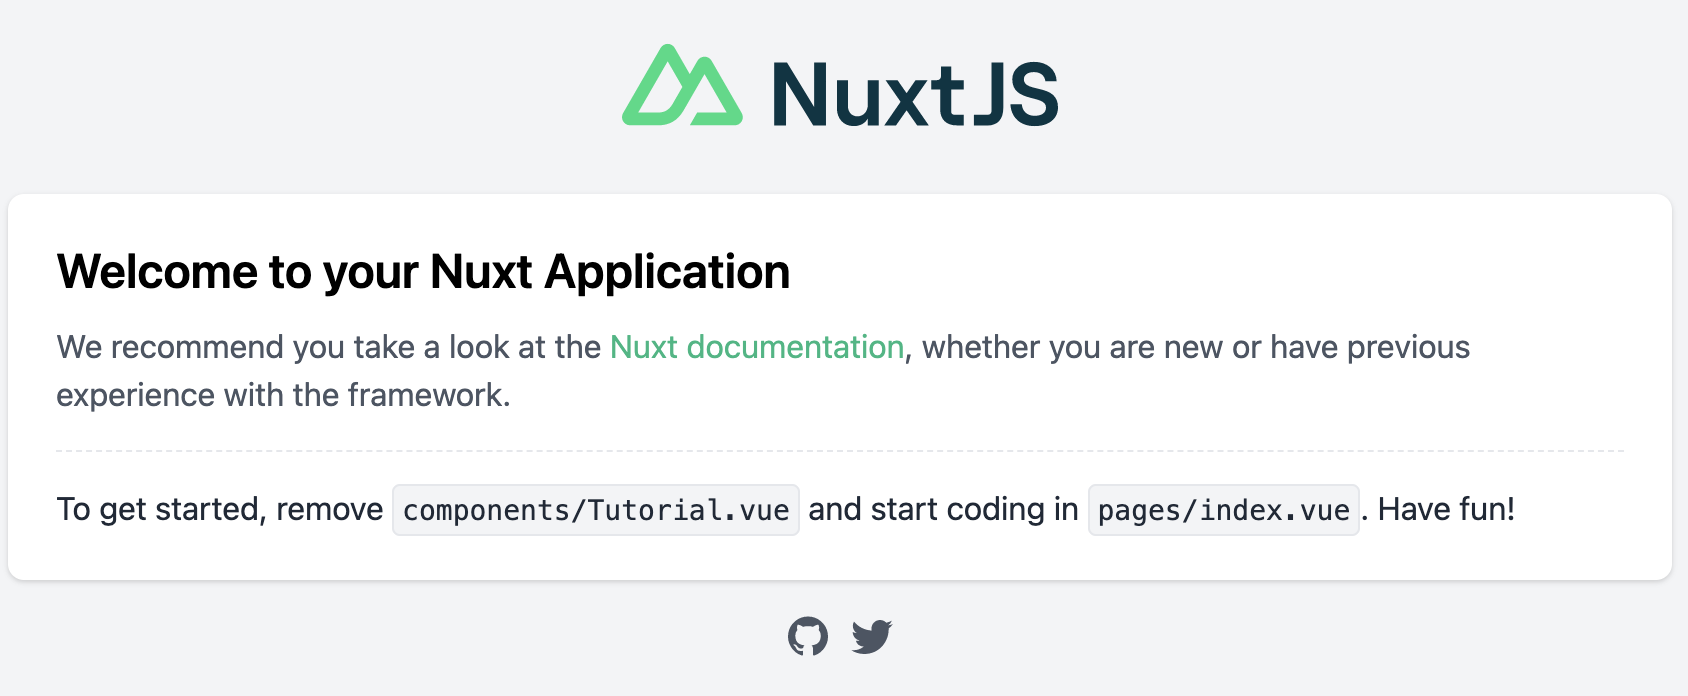 NuxtJS
Welcome to your Nuxt Application
We recommend you take a look at the Nuxt documentation, whether you are new or have previous
experience with the framework.
To get started, remove components/Tutorial.vue and start coding in pages/index.vue. Have fun!